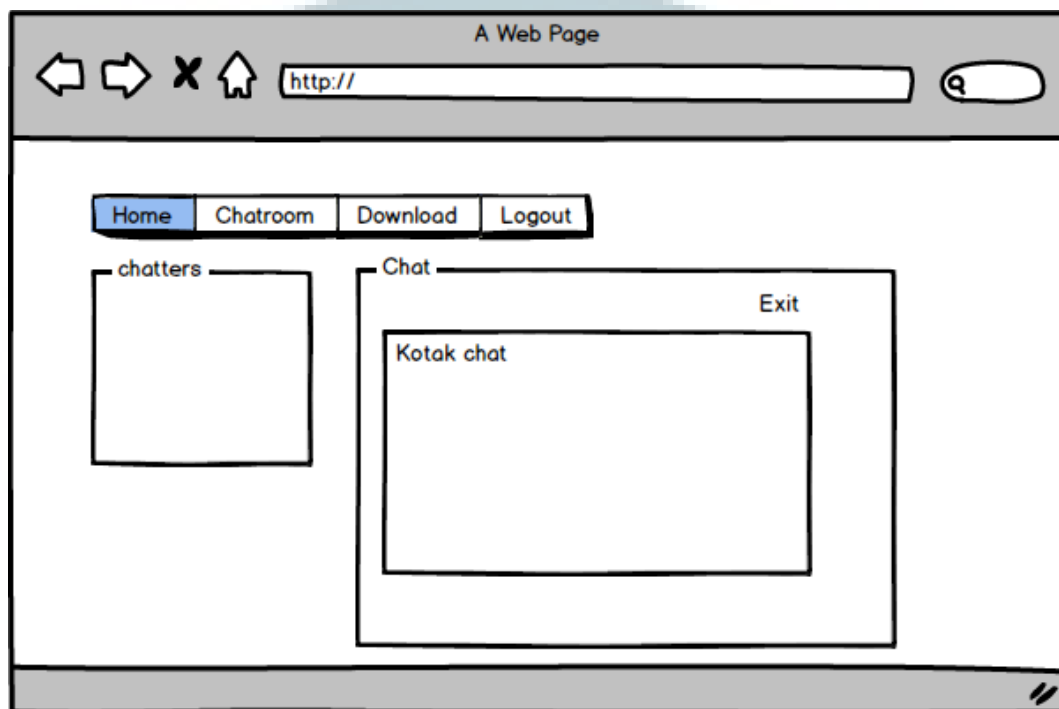 A Web Page
http://
Home Chatroom Download Logout
chatters
Chat
Exit
Kotak chat